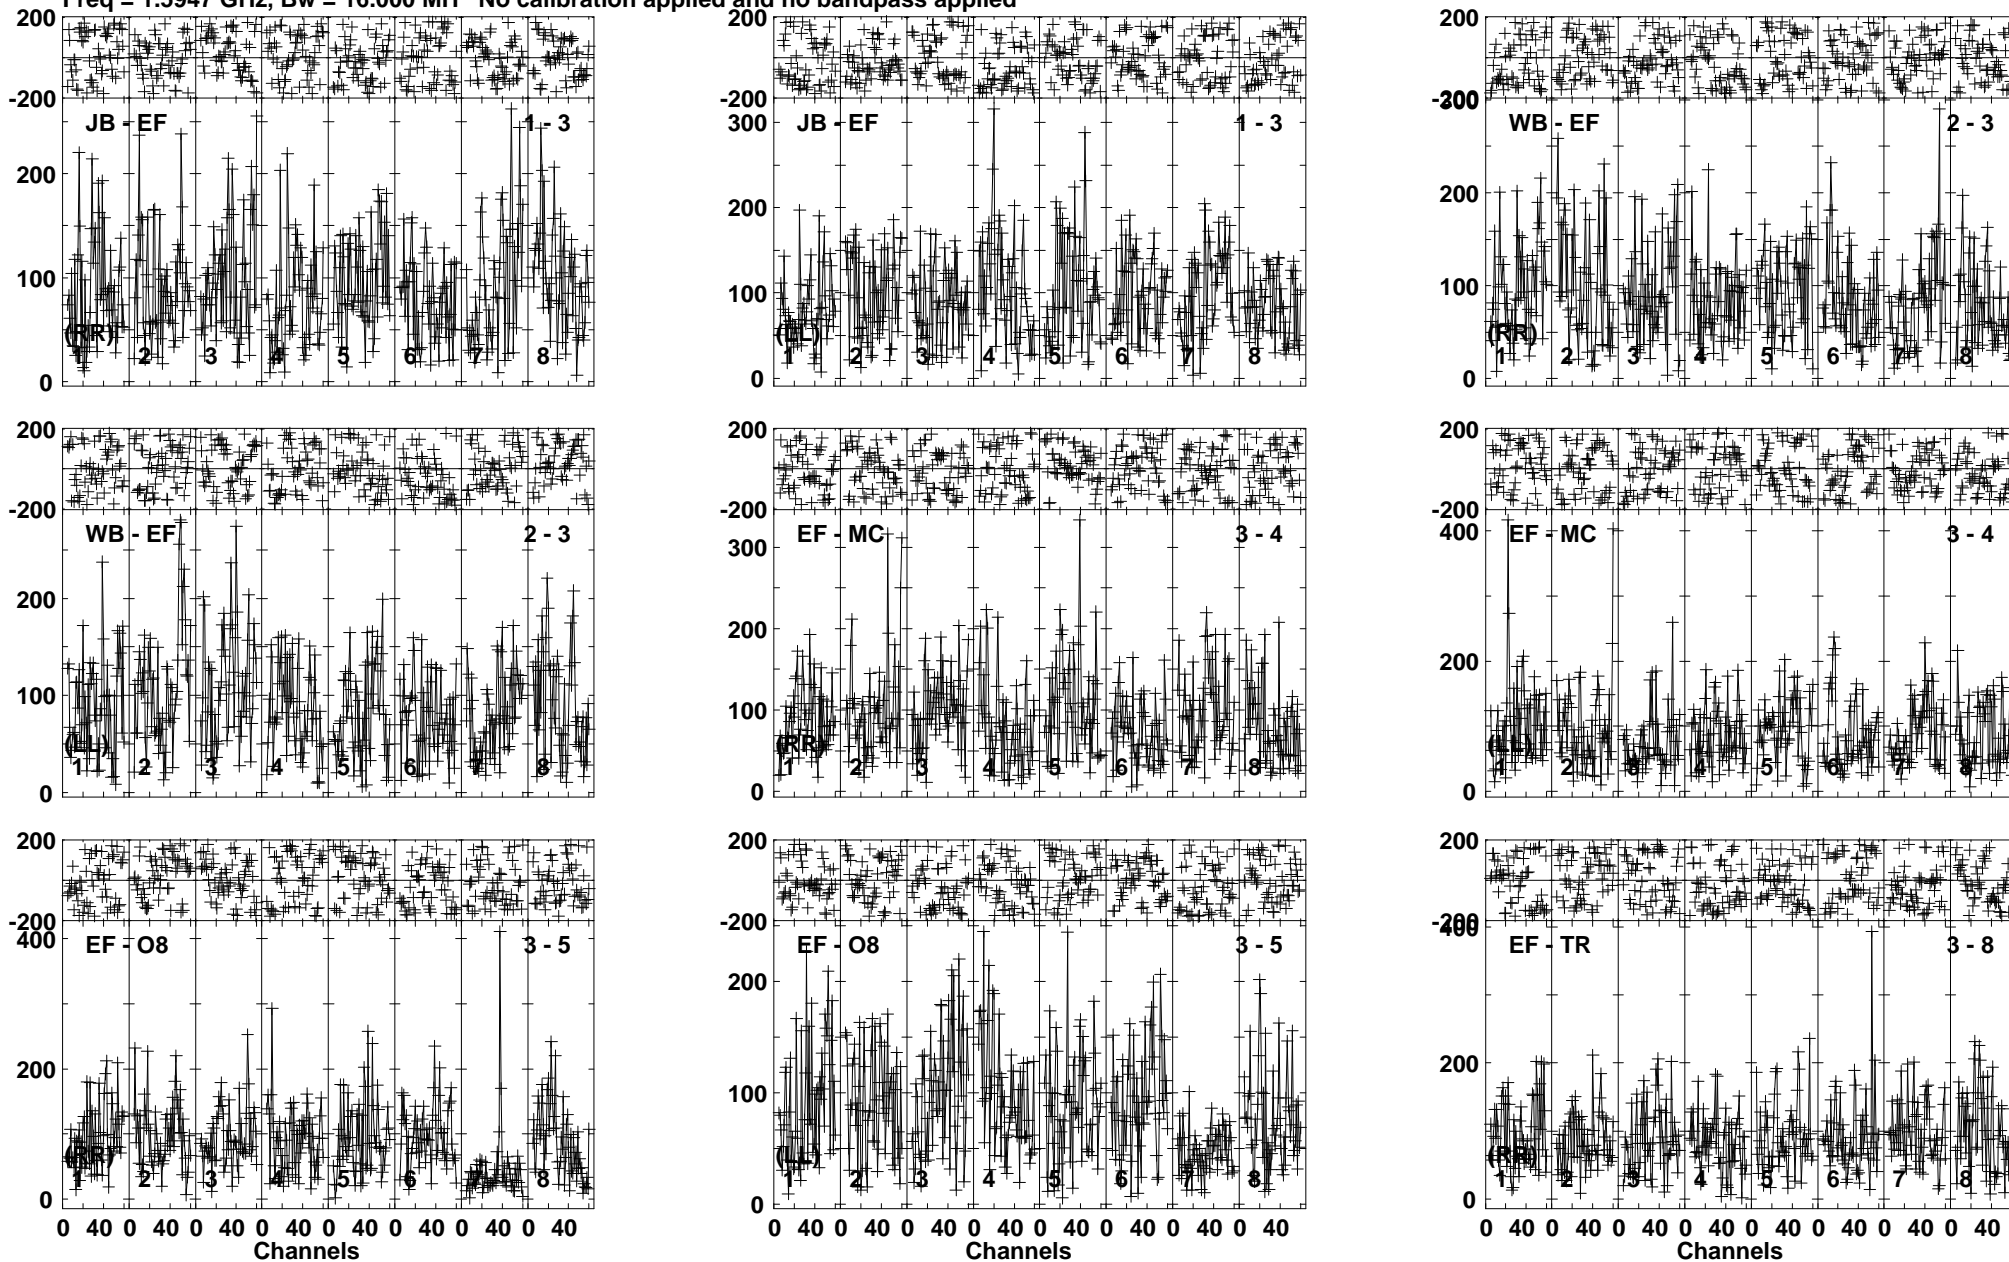 Freq = 1.5947 GHz, Bw = 16.000 MH No calibration applied and no bandpass applied
200 200 200
-200 -200 -200
JB - EF 1 - 3 JB - EF 1 - 3 WB - EF 2 - 3
300 300
200 200 200
100 100 100
(RR) (LL) (RR)
1 2 3 4 5 6 7 8 1 2 3 4 5 6 7 8 1 2 3 4 5 6 7 8
0 0 0
200 200 200
-200 -200 -200
WB - EF 2 - 3 EF - MC 3 - 4 EF - MC 3 - 4
300 400
200 200 200
100 100
(LL) (RR) (LL)
1 2 3 4 5 6 7 8 1 2 3 4 5 6 7 8 1 2 3 4 5 6 7 8
0 0 0
200 200 200
-200 -200 -200
400 400
EF - O8 3 - 5 EF - O8 3 - 5 EF - TR 3 - 8
200 200 200
100
(RR) (LL) (RR)
1 2 3 4 5 6 7 8 1 2 3 4 5 6 7 8 1 2 3 4 5 6 7 8
0 0 0
0 40 0 40 0 40 0 40 0 40 0 40 0 40 0 40 0 40 0 40 0 40 0 40 0 40 0 40 0 40 0 40 0 40 0 40 0 40 0 40 0 40 0 40 0 40 0 40
Channels Channels